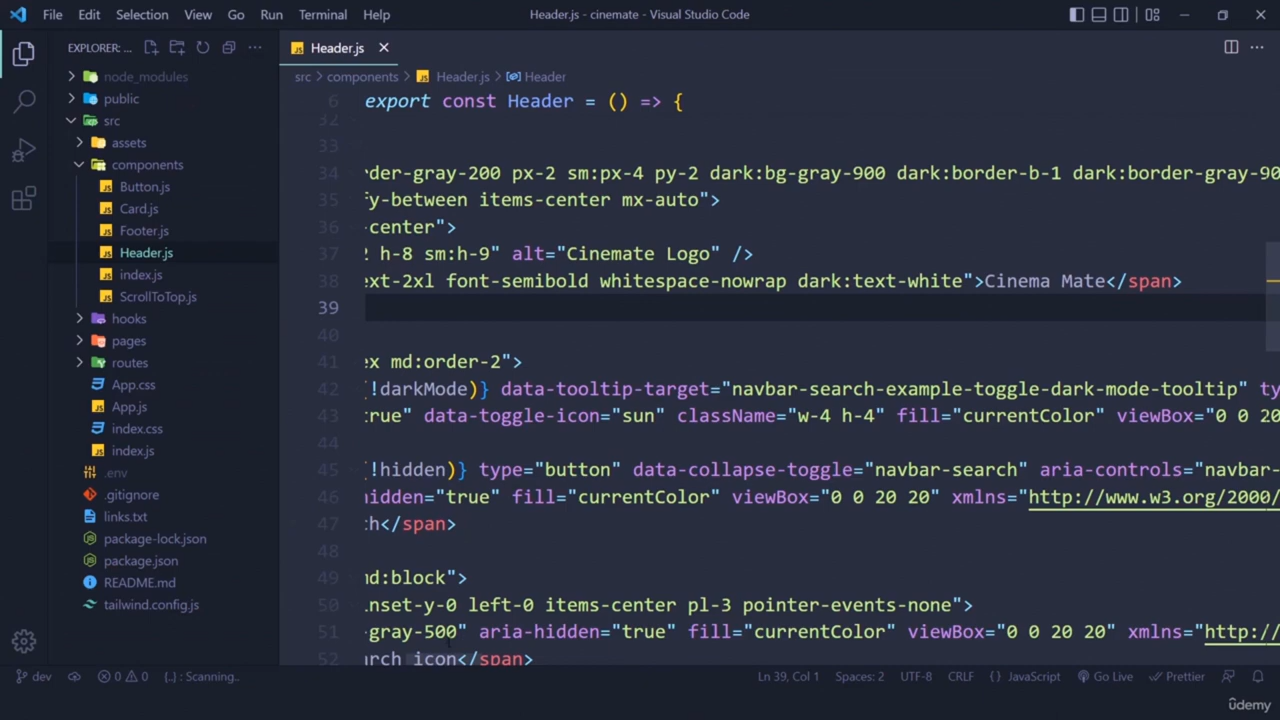 File Edit Selection View Go Run Terminal Help Header.js - cinemate - Visual Studio Code
EXPLORER: ...
Header.js
src > components > Header.js > Header
node_modules
public
src
assets
components
Button.js
Card.js
Footer.js
Header.js
index.js
ScrollToTop.js
hooks
pages
routes
App.css
App.js
index.css
index.js
.env
.gitignore
links.txt
package-lock.json
package.json
README.md
tailwind.config.js
6 export const Header = () => {
32
33
34 der-gray-200 px-2 sm:px-4 py-2 dark:bg-gray-900 dark:border-b-1 dark:border-gray-90
35 fy-between items-center mx-auto">
36 -center">
37 2 h-8 sm:h-9" alt="Cinemate Logo" />
38 ext-2xl font-semibold whitespace-nowrap dark:text-white">Cinema Mate</span>
39
40
41 ex md:order-2">
42 (!darkMode)} data-tooltip-target="navbar-search-example-toggle-dark-mode-tooltip" ty
43 true" data-toggle-icon="sun" className="w-4 h-4" fill="currentColor" viewBox="0 0 20
44
45 (!hidden)} type="button" data-collapse-toggle="navbar-search" aria-controls="navbar-
46 hidden="true" fill="currentColor" viewBox="0 0 20 20" xmlns="http://www.w3.org/2000/
47 ch</span>
48
49 md:block">
50 inset-y-0 left-0 items-center pl-3 pointer-events-none">
51 -gray-500" aria-hidden="true" fill="currentColor" viewBox="0 0 20 20" xmlns="http://
52 arch icon</span>
dev 0 0 [..] : Scanning.. Ln 39, Col 1 Spaces: 2 UTF-8 CRLF {} JavaScript Go Live Prettier
ûdemy